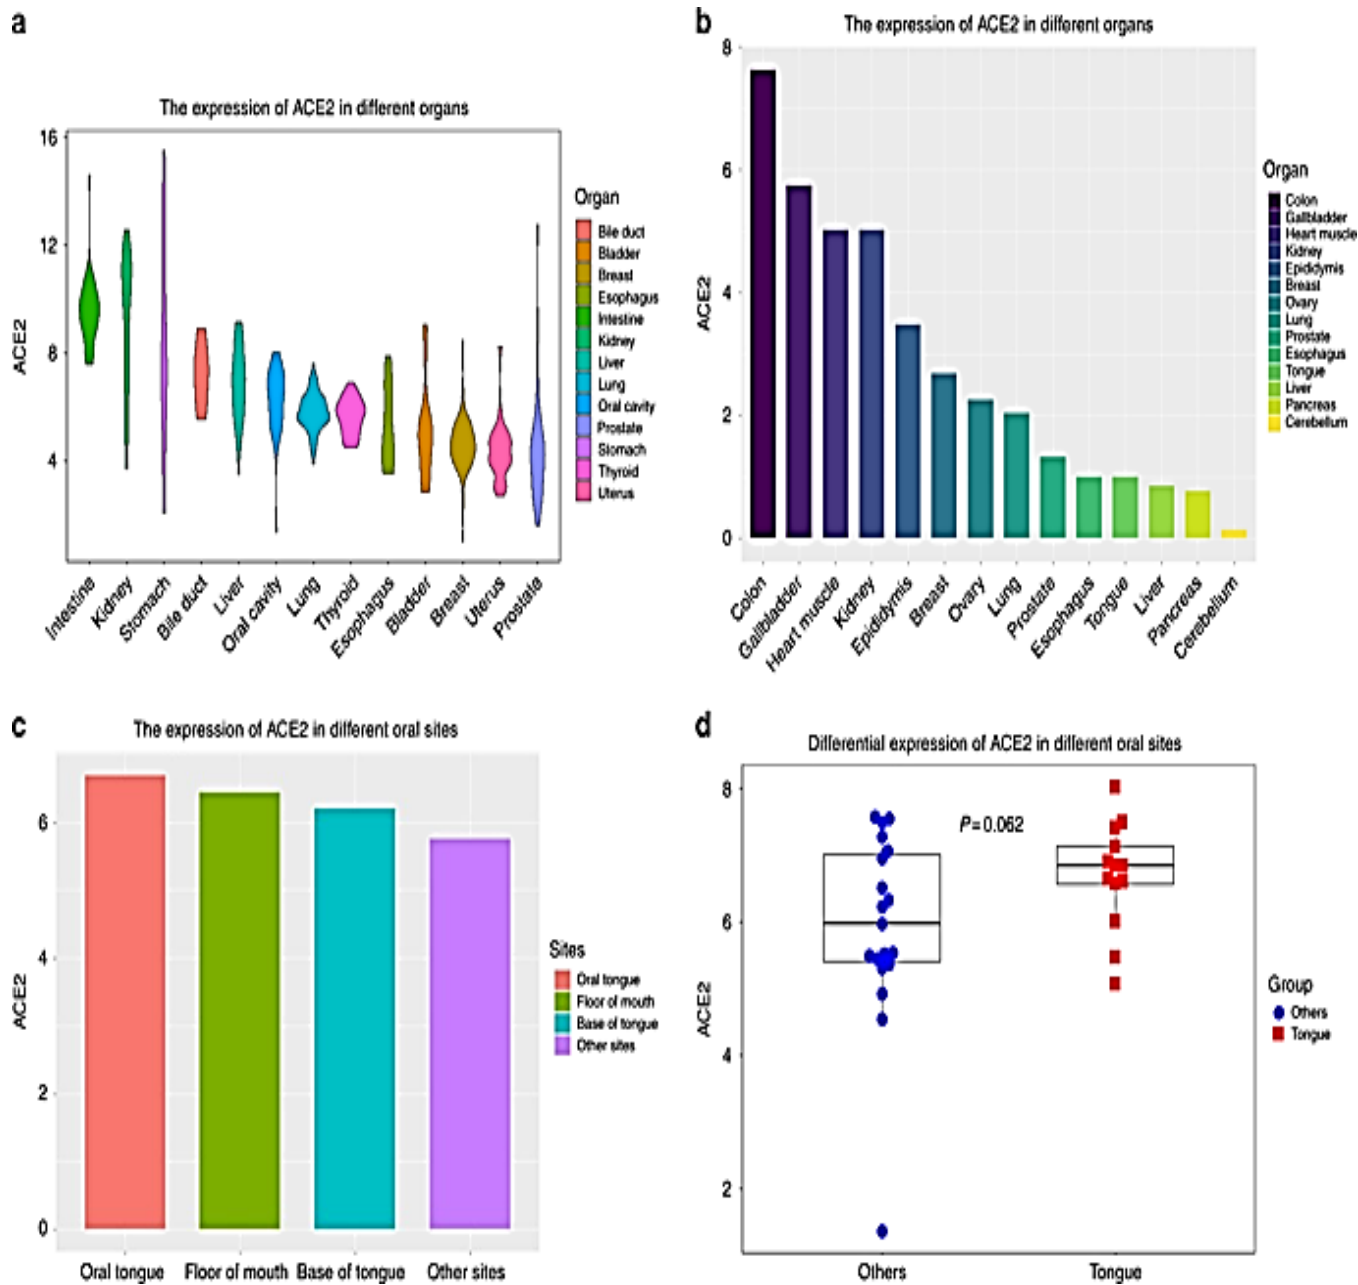 a
The expression of ACE2 in different organs
16
12
8
4
ACE2
Intestine
Kidney
Stomach
Bile duct
Liver
Oral cavity
Lung
Thyroid
Esophagus
Bladder
Breast
Uterus
Prostate
Organ
Bile duct
Bladder
Breast
Esophagus
Intestine
Kidney
Liver
Lung
Oral cavity
Prostate
Stomach
Thyroid
Uterus
b
The expression of ACE2 in different organs
8
6
4
2
0
ACE2
Colon
Gallbladder
Heart muscle
Kidney
Epididymis
Breast
Ovary
Lung
Prostate
Esophagus
Tongue
Liver
Pancreas
Cerebellum
Organ
Colon
Gallbladder
Heart muscle
Kidney
Epididymis
Breast
Ovary
Lung
Prostate
Esophagus
Tongue
Liver
Pancreas
Cerebellum
c
The expression of ACE2 in different oral sites
6
4
2
0
ACE2
Oral tongue
Floor of mouth
Base of tongue
Other sites
Sites
Oral tongue
Floor of mouth
Base of tongue
Other sites
d
Differential expression of ACE2 in different oral sites
8
6
4
2
ACE2
P=0.062
Others
Tongue
Group
Others
Tongue